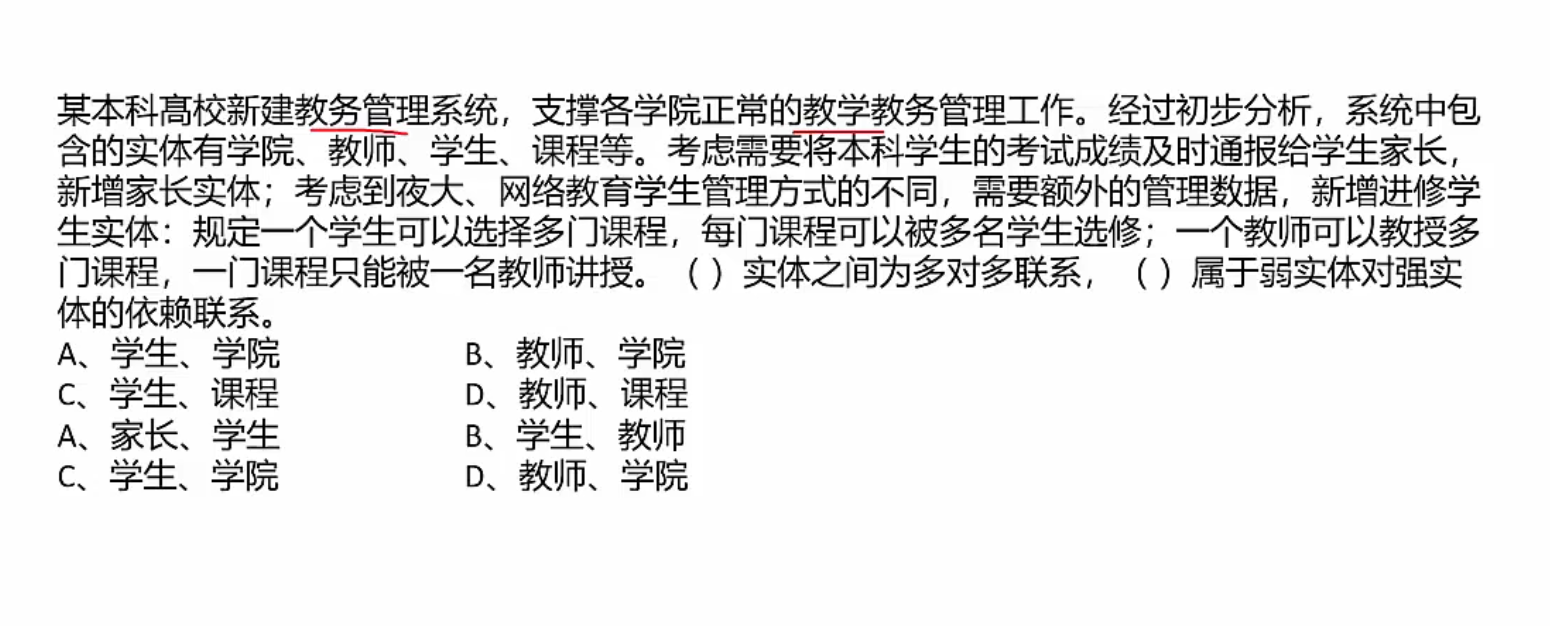 某本科高校新建教务管理系统，支撑各学院正常的教学教务管理工作。经过初步分析，系统中包
含的实体有学院、教师、学生、课程等。考虑需要将本科学生的考试成绩及时通报给学生家长，
新增家长实体；考虑到夜大、网络教育学生管理方式的不同，需要额外的管理数据，新增进修学
生实体：规定一个学生可以选择多门课程，每门课程可以被多名学生选修；一个教师可以教授多
门课程，一门课程只能被一名教师讲授。（ ）实体之间为多对多联系，（ ）属于弱实体对强实
体的依赖联系。
A、学生、学院 B、教师、学院
C、学生、课程 D、教师、课程
A、家长、学生 B、学生、教师
C、学生、学院 D、教师、学院